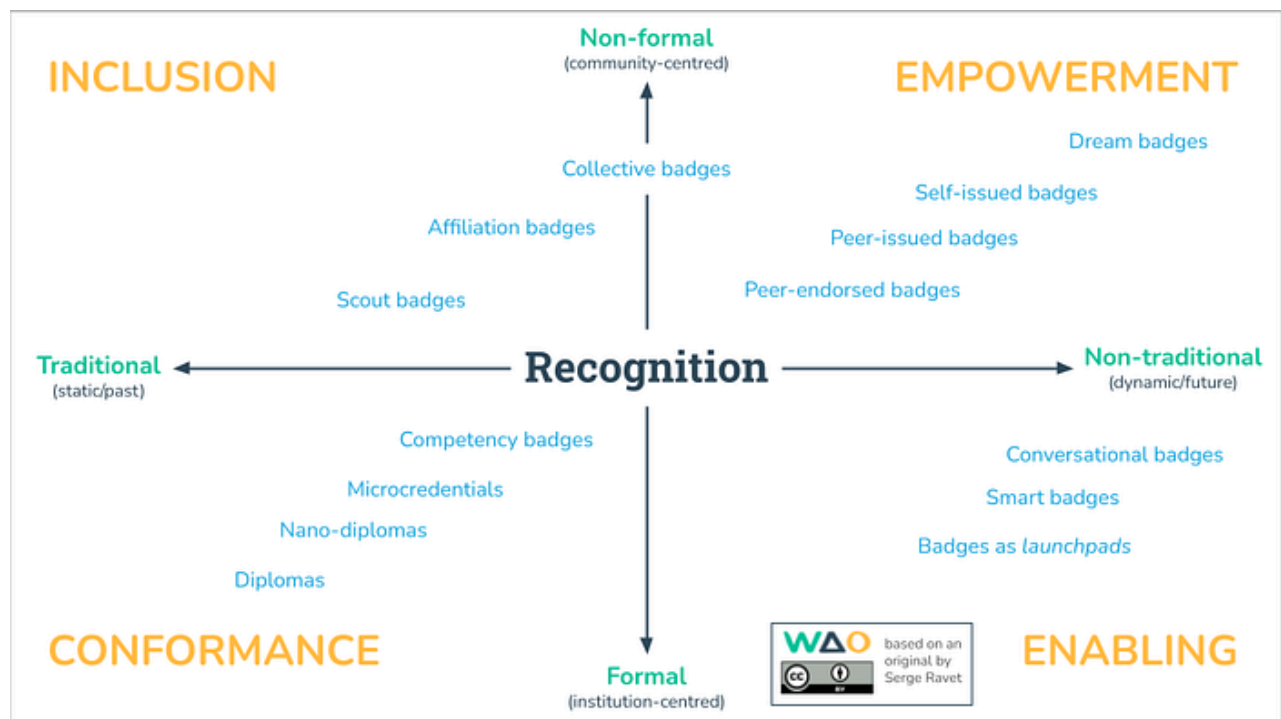 Non-formal
(community-centred)
INCLUSION
EMPOWERMENT
Dream badges
Collective badges
Self-issued badges
Affiliation badges
Peer-issued badges
Peer-endorsed badges
Scout badges
Traditional
(static/past)
Recognition
Non-traditional
(dynamic/future)
Competency badges
Conversational badges
Microcredentials
Smart badges
Nano-diplomas
Badges as launchpads
Diplomas
CONFORMANCE
ENABLING
Formal
(institution-centred)
WAO
cc
BY
based on an
original by
Serge Ravet